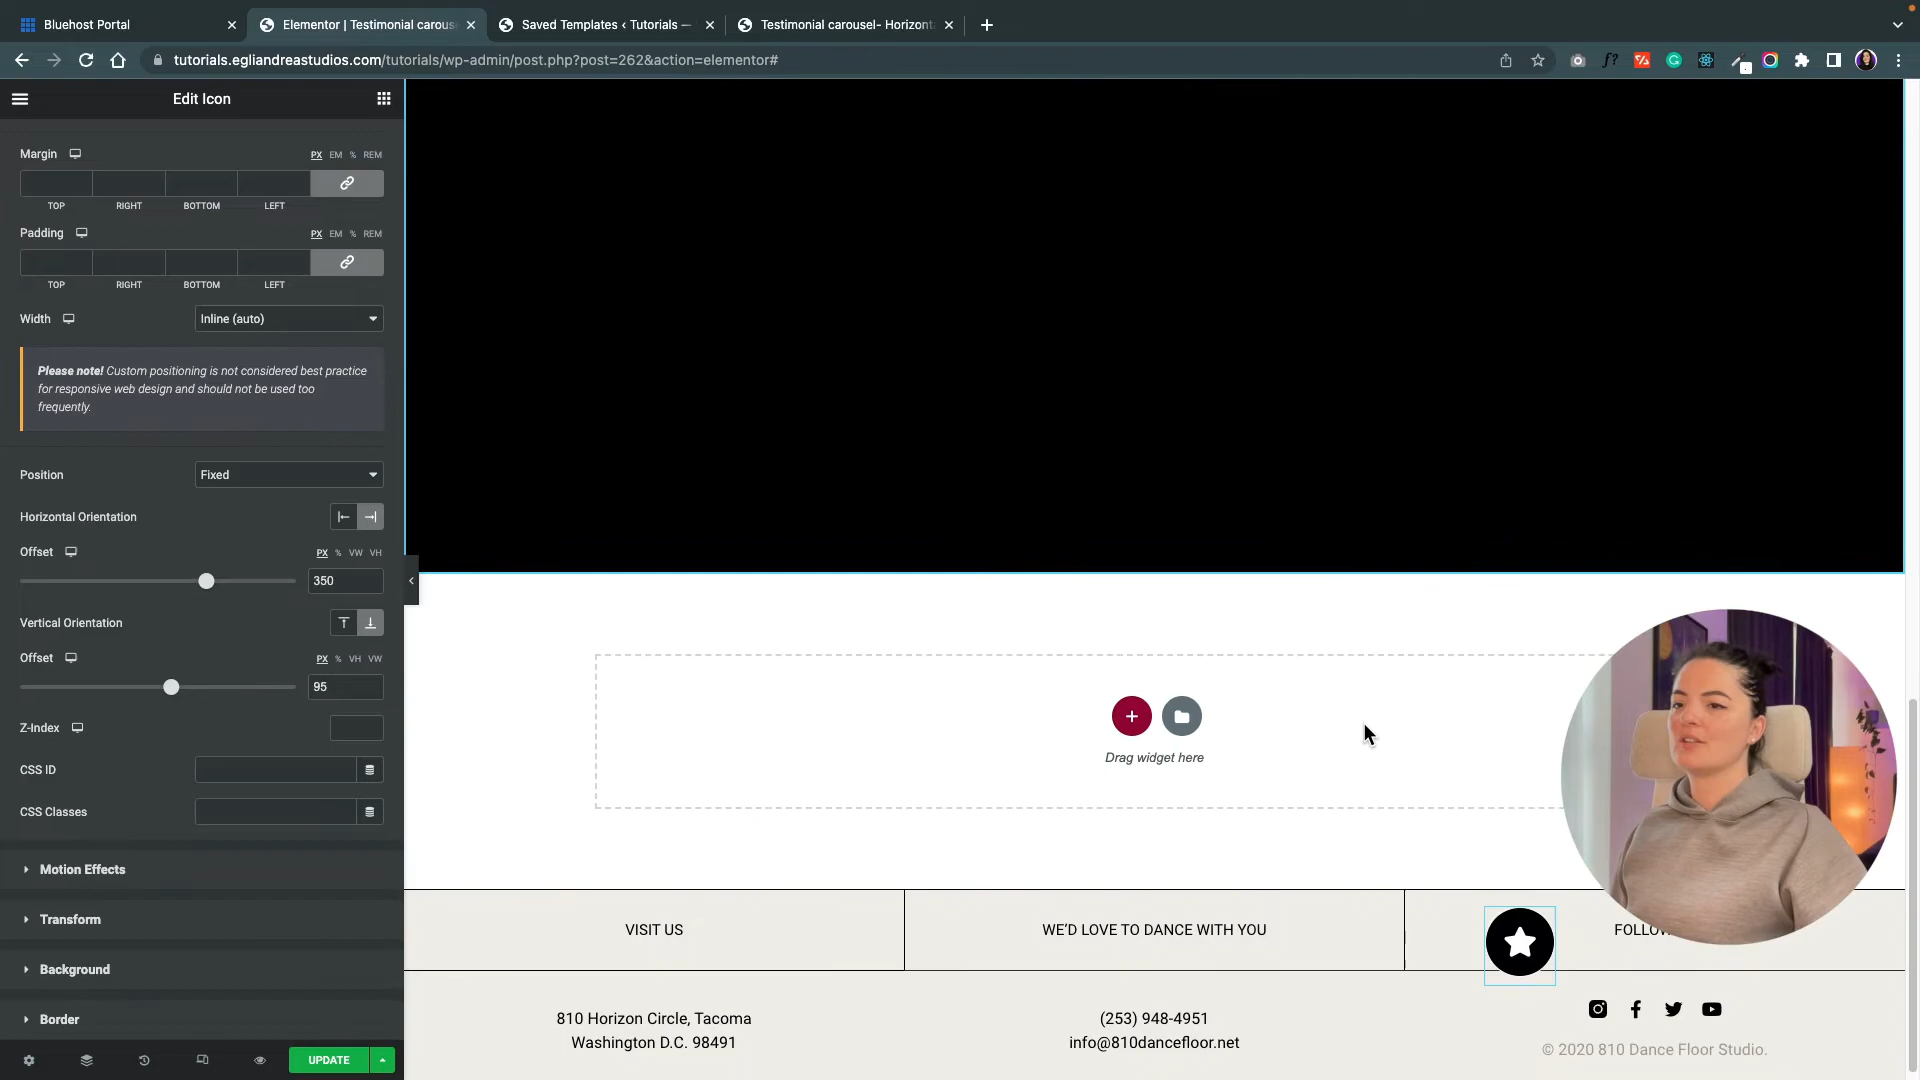 Bluehost Portal
Elementor | Testimonial carous
Saved Templates ‹ Tutorials —
Testimonial carousel- Horizont
tutorials.egliandreastudios.com/tutorials/wp-admin/post.php?post=262&action=elementor#
Edit Icon
Margin
PX EM % REM
TOP RIGHT BOTTOM LEFT
Padding
PX EM % REM
TOP RIGHT BOTTOM LEFT
Width
Inline (auto)
Please note! Custom positioning is not considered best practice
for responsive web design and should not be used too
frequently.
Position
Fixed
Horizontal Orientation
Offset
PX % VW VH
350
Vertical Orientation
Offset
PX % VH VW
95
Z-Index
CSS ID
CSS Classes
Motion Effects
Transform
Background
Border
UPDATE
Drag widget here
VISIT US
WE'D LOVE TO DANCE WITH YOU
810 Horizon Circle, Tacoma
Washington D.C. 98491
(253) 948-4951
info@810dancefloor.net
© 2020 810 Dance Floor Studio.